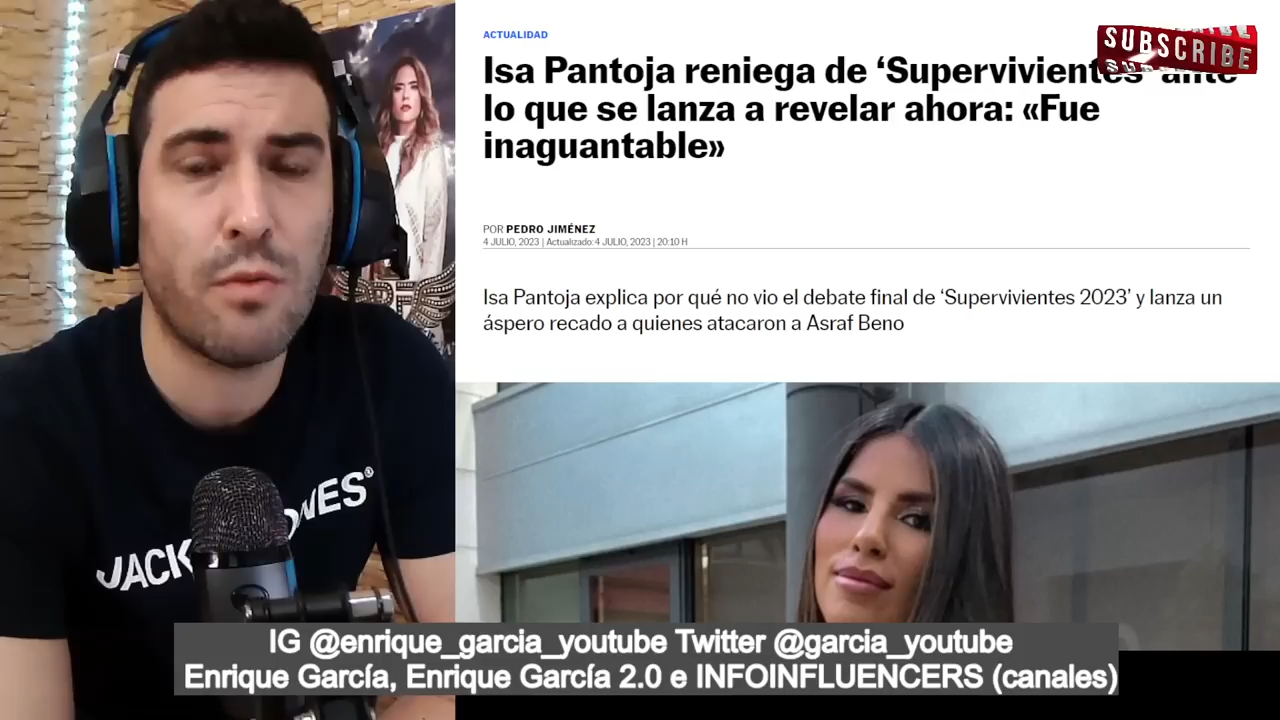 ACTUALIDAD
Isa Pantoja reniega de ‘Supervivientes’ ante
lo que se lanza a revelar ahora: «Fue
inaguantable»
SUBSCRIBE
POR PEDRO JIMÉNEZ
4 JULIO, 2023 | Actualizado: 4 JULIO, 2023 | 20:10 H
Isa Pantoja explica por qué no vio el debate final de ‘Supervivientes 2023’ y lanza un
áspero recado a quienes atacaron a Asraf Beno
JACK JONES®
IG @enrique_garcia_youtube Twitter @garcia_youtube
Enrique García, Enrique García 2.0 e INFOINFLUENCERS (canales)